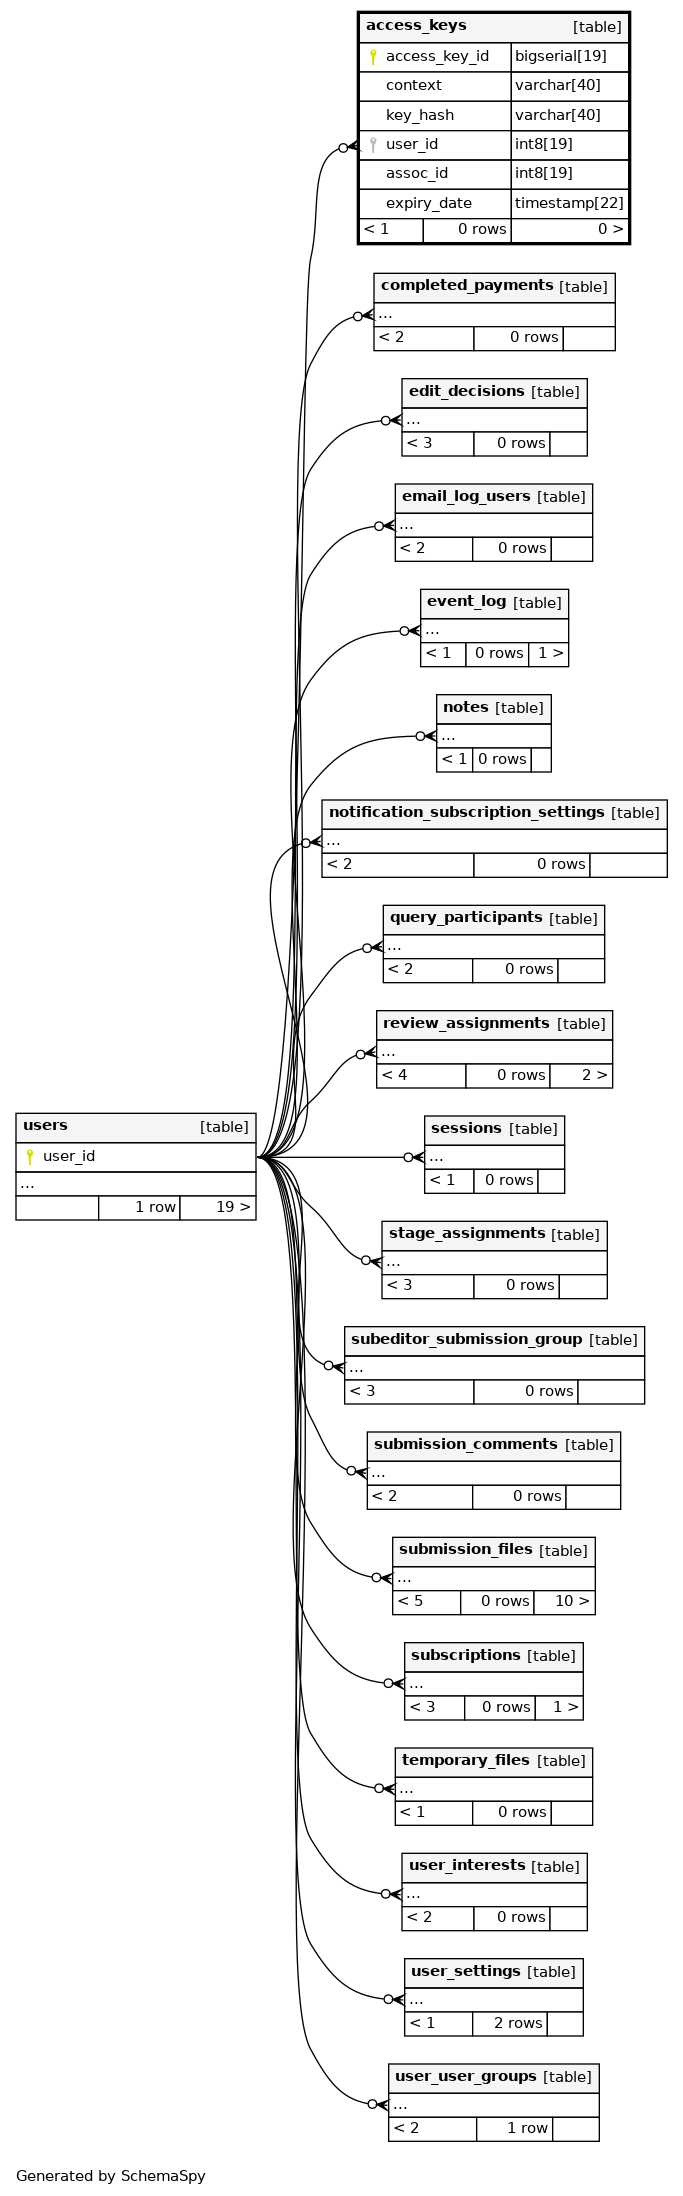 access_keys [table]
access_key_id bigserial[19]
context varchar[40]
key_hash varchar[40]
user_id int8[19]
assoc_id int8[19]
expiry_date timestamp[22]
< 1 0 rows 0 >
completed_payments [table]
...
< 2 0 rows
edit_decisions [table]
...
< 3 0 rows
email_log_users [table]
...
< 2 0 rows
event_log [table]
...
< 1 0 rows 1 >
notes [table]
...
< 1 0 rows
notification_subscription_settings [table]
...
< 2 0 rows
query_participants [table]
...
< 2 0 rows
review_assignments [table]
...
< 4 0 rows 2 >
users [table]
user_id
...
1 row 19 >
sessions [table]
...
< 1 0 rows
stage_assignments [table]
...
< 3 0 rows
subeditor_submission_group [table]
...
< 3 0 rows
submission_comments [table]
...
< 2 0 rows
submission_files [table]
...
< 5 0 rows 10 >
subscriptions [table]
...
< 3 0 rows 1 >
temporary_files [table]
...
< 1 0 rows
user_interests [table]
...
< 2 0 rows
user_settings [table]
...
< 1 2 rows
user_user_groups [table]
...
< 2 1 row
Generated by SchemaSpy